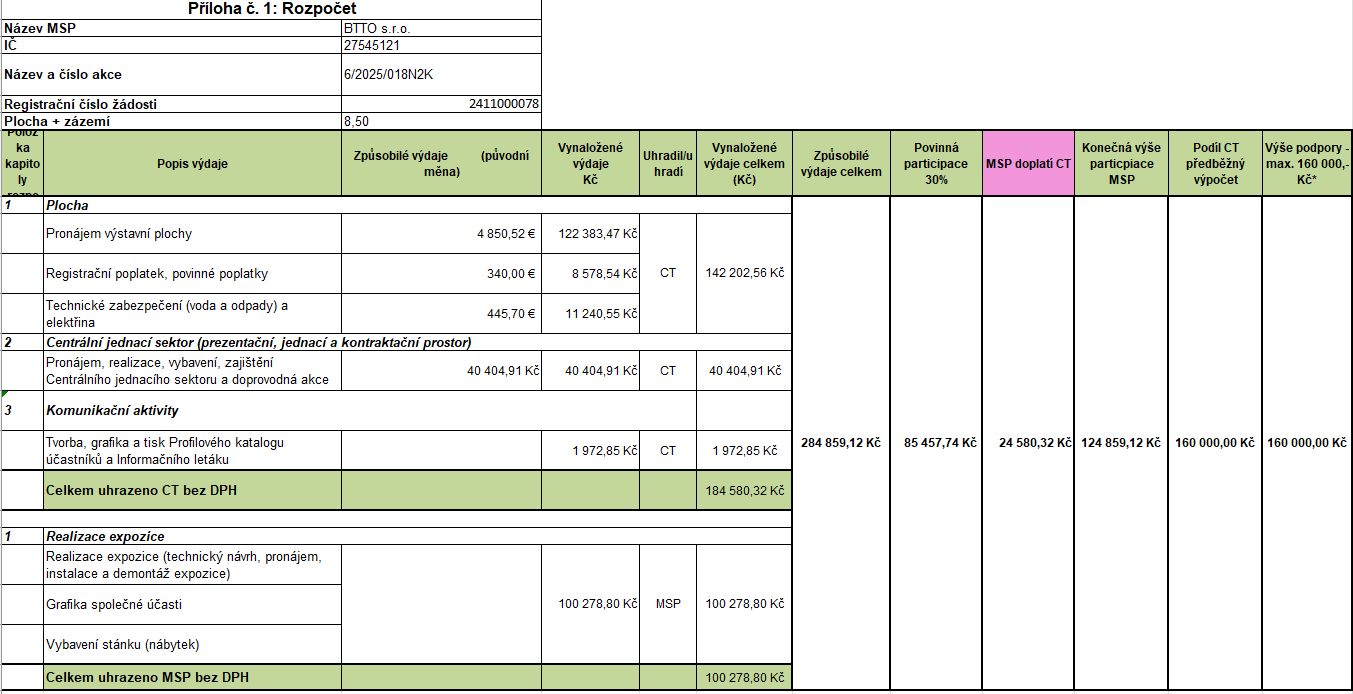 Příloha č. 1: Rozpočet
Název MSP BTTO s.r.o.
IČ 27545121
Název a číslo akce 6/2025/018N2K
Registrační číslo žádosti 2411000078
Plocha + zázemí 8,50
Polož
ka
kapito
ly
Popis výdaje
Způsobilé výdaje (původní
měna)
Vynaložené
výdaje
Kč
Uhradil/u
hradí
Vynaložené
výdaje celkem
(Kč)
Způsobilé
výdaje celkem
Povinná
participace
30%
MSP doplatí CT
Konečná výše
particpiace
MSP
Podíl CT
předběžný
výpočet
Výše podpory -
max. 160 000,-
Kč*
1 Plocha
Pronájem výstavní plochy 4 850,52 € 122 383,47 Kč
Registrační poplatek, povinné poplatky 340,00 € 8 578,54 Kč CT 142 202,56 Kč
Technické zabezpečení (voda a odpady) a
elektřina 445,70 € 11 240,55 Kč
2 Centrální jednací sektor (prezentační, jednací a kontraktační prostor)
Pronájem, realizace, vybavení, zajištění
Centrálního jednacího sektoru a doprovodná akce 40 404,91 Kč 40 404,91 Kč CT 40 404,91 Kč
3 Komunikační aktivity
Tvorba, grafika a tisk Profilového katalogu
účastníků a Informačního letáku 1 972,85 Kč CT 1 972,85 Kč
284 859,12 Kč 85 457,74 Kč 24 580,32 Kč 124 859,12 Kč 160 000,00 Kč 160 000,00 Kč
Celkem uhrazeno CT bez DPH 184 580,32 Kč
1 Realizace expozice
Realizace expozice (technický návrh, pronájem,
instalace a demontáž expozice)
Grafika společné účasti 100 278,80 Kč MSP 100 278,80 Kč
Vybavení stánku (nábytek)
Celkem uhrazeno MSP bez DPH 100 278,80 Kč